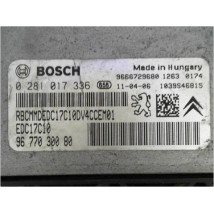 BOSCH
Made in Hungary
9666729680 1263 0174
0 281 017 336
11-04-06 1039S46815
RBCMMDEDC17C10DV4CCEM01
EDC17C10
96 770 300 80